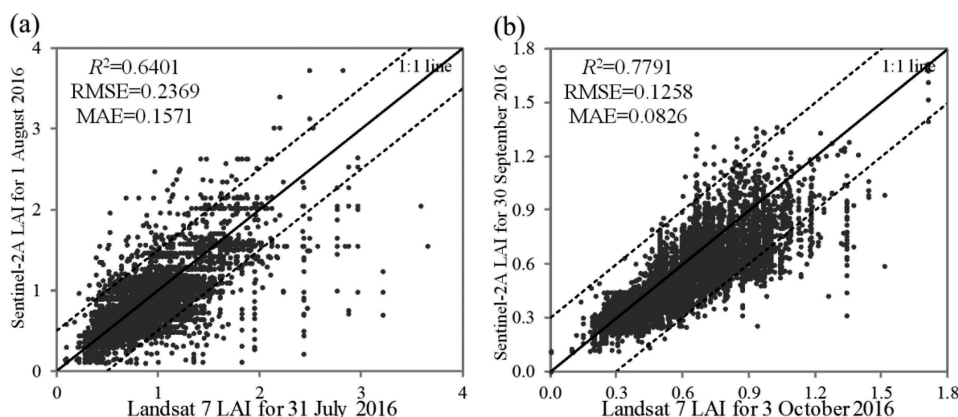 (a)
4
3
2
1
0
0
1
2
3
4
R²=0.6401
RMSE=0.2369
MAE=0.1571
1:1 line
Sentinel-2A LAI for 1 August 2016
Landsat 7 LAI for 31 July 2016
(b)
1.8
1.5
1.2
0.9
0.6
0.3
0.0
0.0
0.3
0.6
0.9
1.2
1.5
1.8
R²=0.7791
RMSE=0.1258
MAE=0.0826
1:1 line
Sentinel-2A LAI for 30 September 2016
Landsat 7 LAI for 3 October 2016